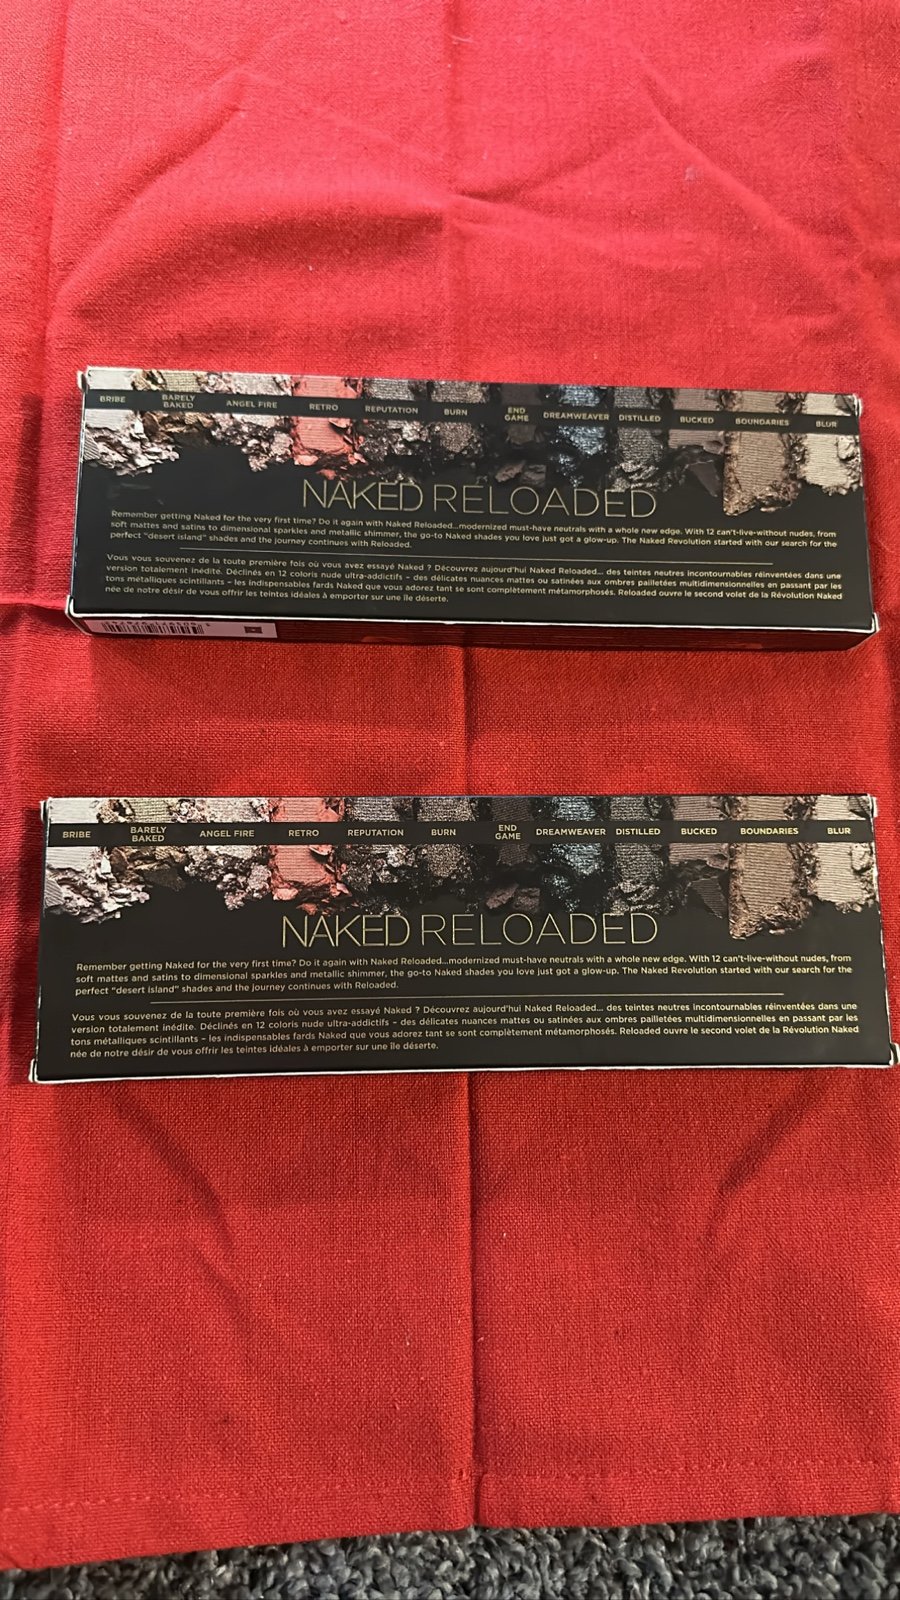 BRIBE BARELY BAKED ANGEL FIRE RETRO REPUTATION BURN END GAME DREAMWEAVER DISTILLED BUCKED BOUNDARIES BLUR
NAKED RELOADED
Remember getting Naked for the very first time? Do it again with Naked Reloaded...modernized must-have neutrals with a whole new edge. With 12 can't-live-without nudes, from
soft mattes and satins to dimensional sparkles and metallic shimmer, the go-to Naked shades you love just got a glow-up. The Naked Revolution started with our search for the
perfect "desert island" shades and the journey continues with Reloaded.
Vous vous souvenez de la toute première fois où vous avez essayé Naked ? Découvrez aujourd'hui Naked Reloaded... des teintes neutres incontournables réinventées dans une
version totalement inédite. Déclinés en 12 coloris nude ultra-addictifs – des délicates nuances mattes ou satinées aux ombres pailletées multidimensionnelles en passant par les
tons métalliques scintillants – les indispensables fards Naked que vous adorez tant se sont complètement métamorphosés. Reloaded ouvre le second volet de la Révolution Naked
née de notre désir de vous offrir les teintes idéales à emporter sur une île déserte.
BRIBE BARELY BAKED ANGEL FIRE RETRO REPUTATION BURN END GAME DREAMWEAVER DISTILLED BUCKED BOUNDARIES BLUR
NAKED RELOADED
Remember getting Naked for the very first time? Do it again with Naked Reloaded...modernized must-have neutrals with a whole new edge. With 12 can't-live-without nudes, from
soft mattes and satins to dimensional sparkles and metallic shimmer, the go-to Naked shades you love just got a glow-up. The Naked Revolution started with our search for the
perfect "desert island" shades and the journey continues with Reloaded.
Vous vous souvenez de la toute première fois où vous avez essayé Naked ? Découvrez aujourd'hui Naked Reloaded... des teintes neutres incontournables réinventées dans une
version totalement inédite. Déclinés en 12 coloris nude ultra-addictifs – des délicates nuances mattes ou satinées aux ombres pailletées multidimensionnelles en passant par les
tons métalliques scintillants – les indispensables fards Naked que vous adorez tant se sont complètement métamorphosés. Reloaded ouvre le second volet de la Révolution Naked
née de notre désir de vous offrir les teintes idéales à emporter sur une île déserte.